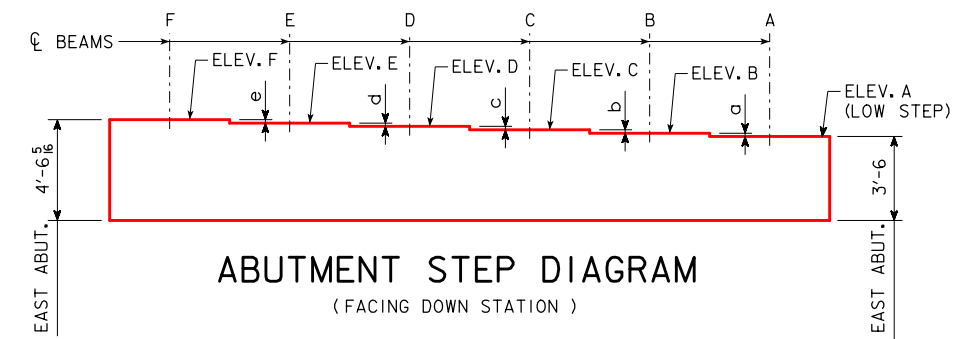 F E D C B A
℄ BEAMS
ELEV. F
ELEV. E
ELEV. D
ELEV. C
ELEV. B
ELEV. A
(LOW STEP)
e
d
c
b
a
4'-6 5/16
3'-6
EAST ABUT.
EAST ABUT.
ABUTMENT STEP DIAGRAM
(FACING DOWN STATION )